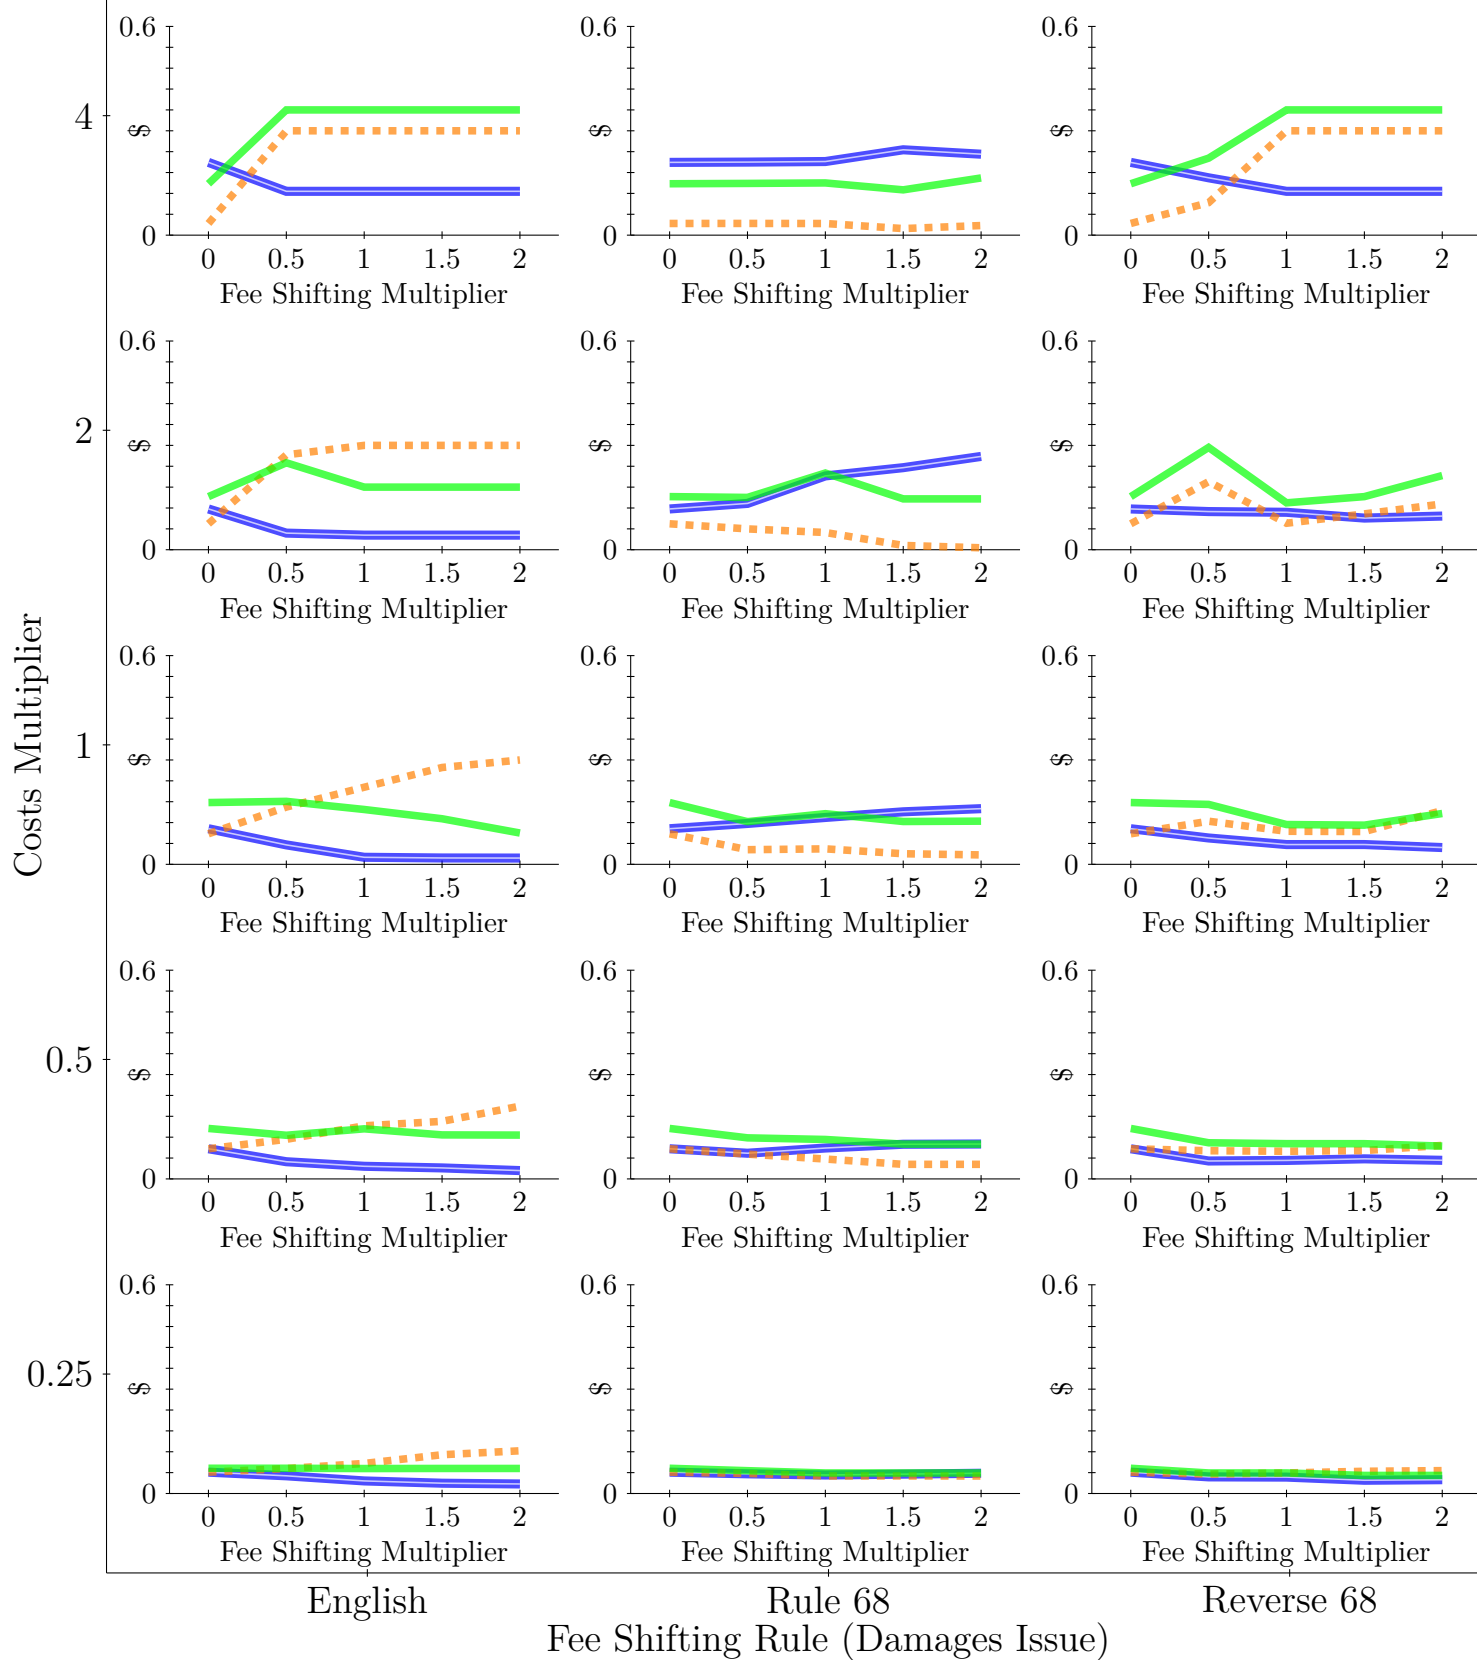 0.6 0.6 0.6
4
$ $ $
0 0 0
0 0.5 1 1.5 2 0 0.5 1 1.5 2 0 0.5 1 1.5 2
Fee Shifting Multiplier Fee Shifting Multiplier Fee Shifting Multiplier
0.6 0.6 0.6
2
$ $ $
0 0 0
0 0.5 1 1.5 2 0 0.5 1 1.5 2 0 0.5 1 1.5 2
Fee Shifting Multiplier Fee Shifting Multiplier Fee Shifting Multiplier
Costs Multiplier
0.6 0.6 0.6
1
$ $ $
0 0 0
0 0.5 1 1.5 2 0 0.5 1 1.5 2 0 0.5 1 1.5 2
Fee Shifting Multiplier Fee Shifting Multiplier Fee Shifting Multiplier
0.6 0.6 0.6
0.5
$ $ $
0 0 0
0 0.5 1 1.5 2 0 0.5 1 1.5 2 0 0.5 1 1.5 2
Fee Shifting Multiplier Fee Shifting Multiplier Fee Shifting Multiplier
0.6 0.6 0.6
0.25
$ $ $
0 0 0
0 0.5 1 1.5 2 0 0.5 1 1.5 2 0 0.5 1 1.5 2
Fee Shifting Multiplier Fee Shifting Multiplier Fee Shifting Multiplier
English Rule 68 Reverse 68
Fee Shifting Rule (Damages Issue)